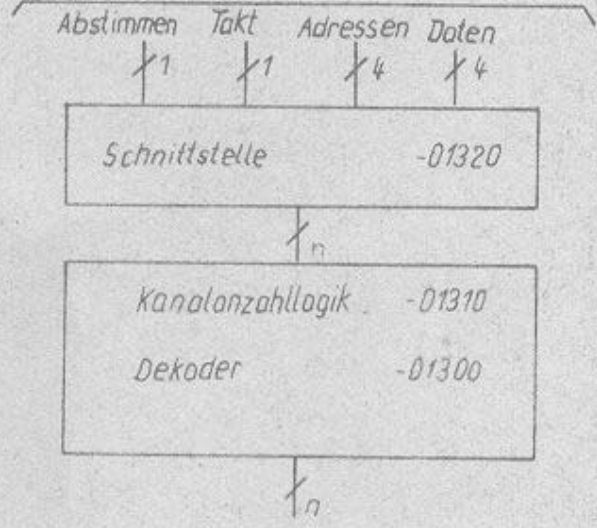 Abstimmen Takt Adressen Daten
1 1 4 4
Schnittstelle -01320
n
Kanalanzahllogik -01310
Dekoder -01300
n